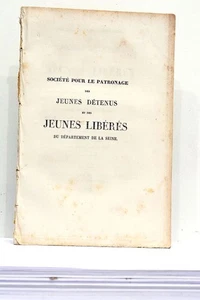 SOCIÉTÉ POUR LE PATRONAGE
DES
JEUNES DÉTENUS
ET DES
JEUNES LIBÉRÉS
DU DÉPARTEMENT DE LA SEINE.